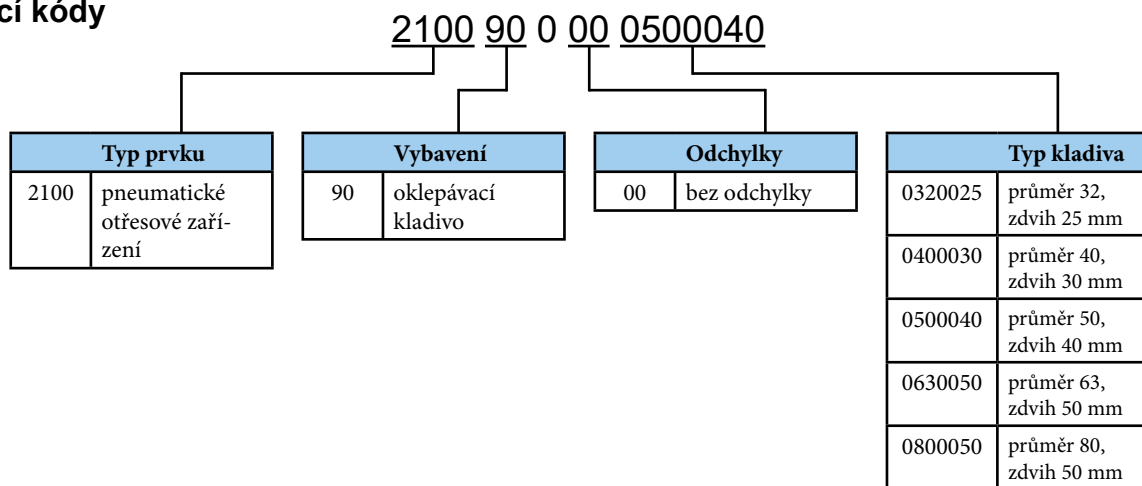 cí kódy
2100 90 0 00 0500040
Typ prvku
2100 pneumatické
otřesové zaří-
zení
Vybavení
90 oklepávací
kladivo
Odchylky
00 bez odchylky
Typ kladiva
0320025 průměr 32,
zdvih 25 mm
0400030 průměr 40,
zdvih 30 mm
0500040 průměr 50,
zdvih 40 mm
0630050 průměr 63,
zdvih 50 mm
0800050 průměr 80,
zdvih 50 mm